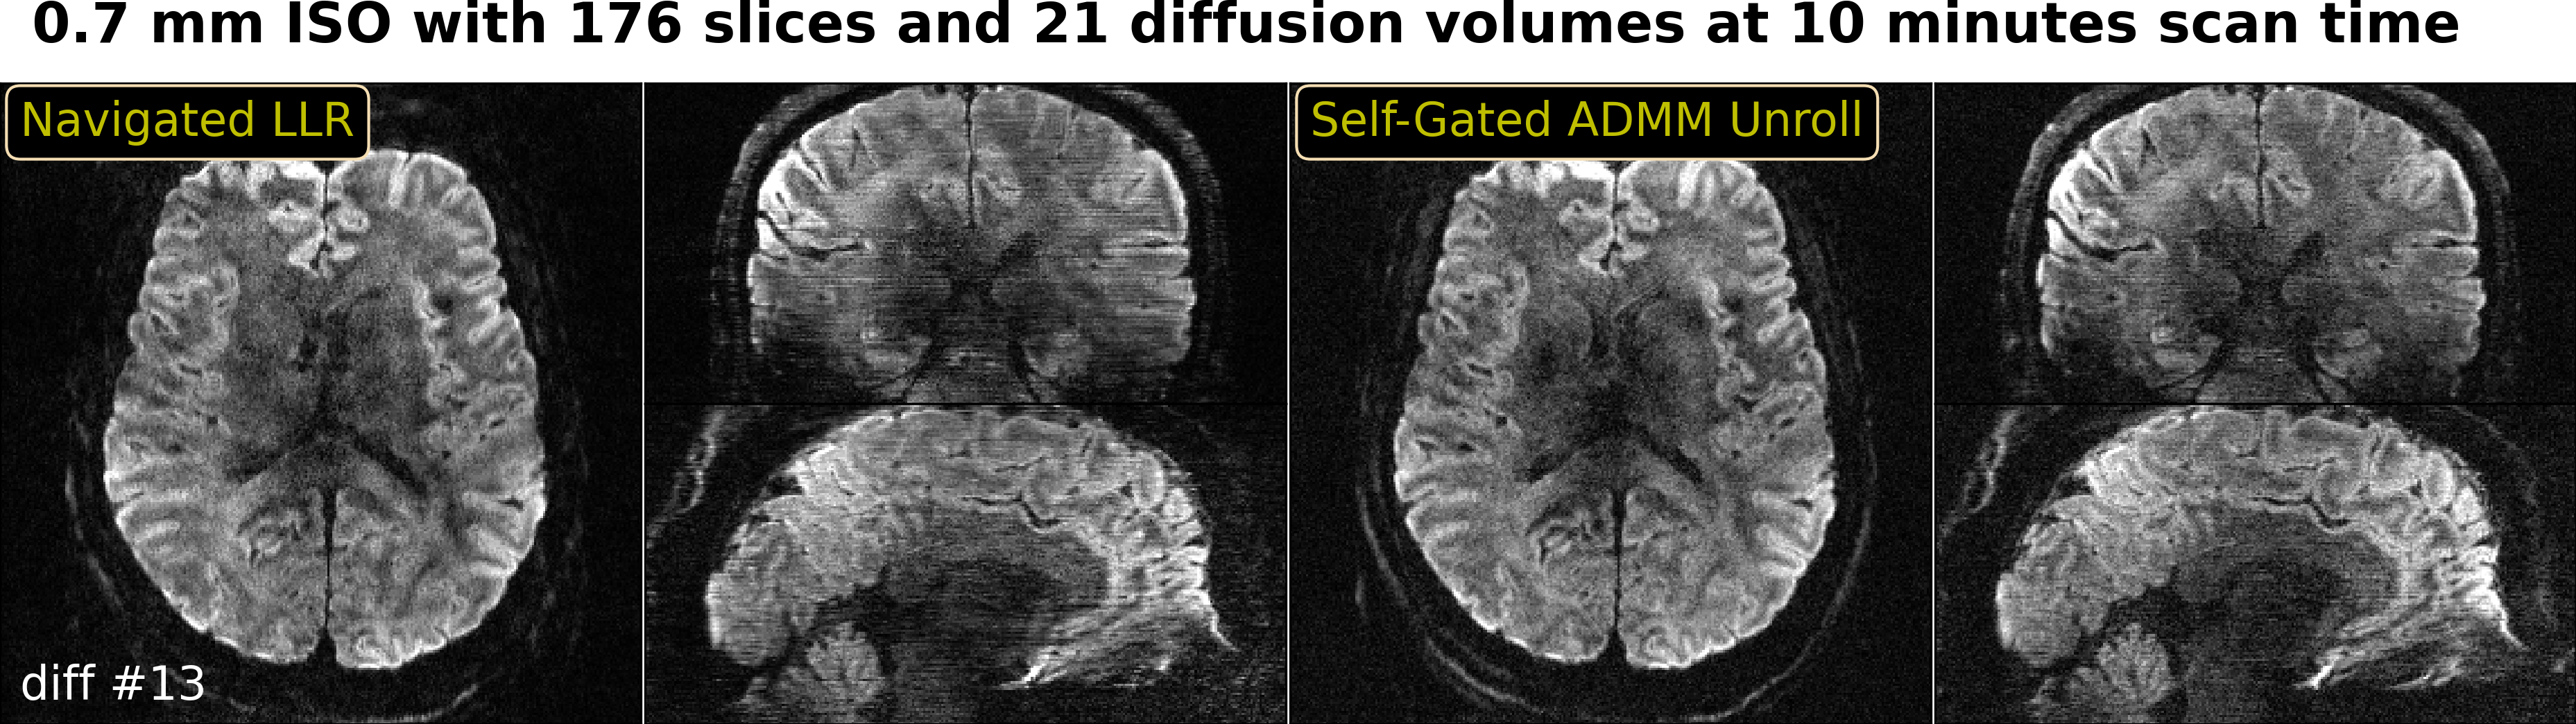 0.7 mm ISO with 176 slices and 21 diffusion volumes at 10 minutes scan time
Navigated LLR
Self-Gated ADMM Unroll
diff #13